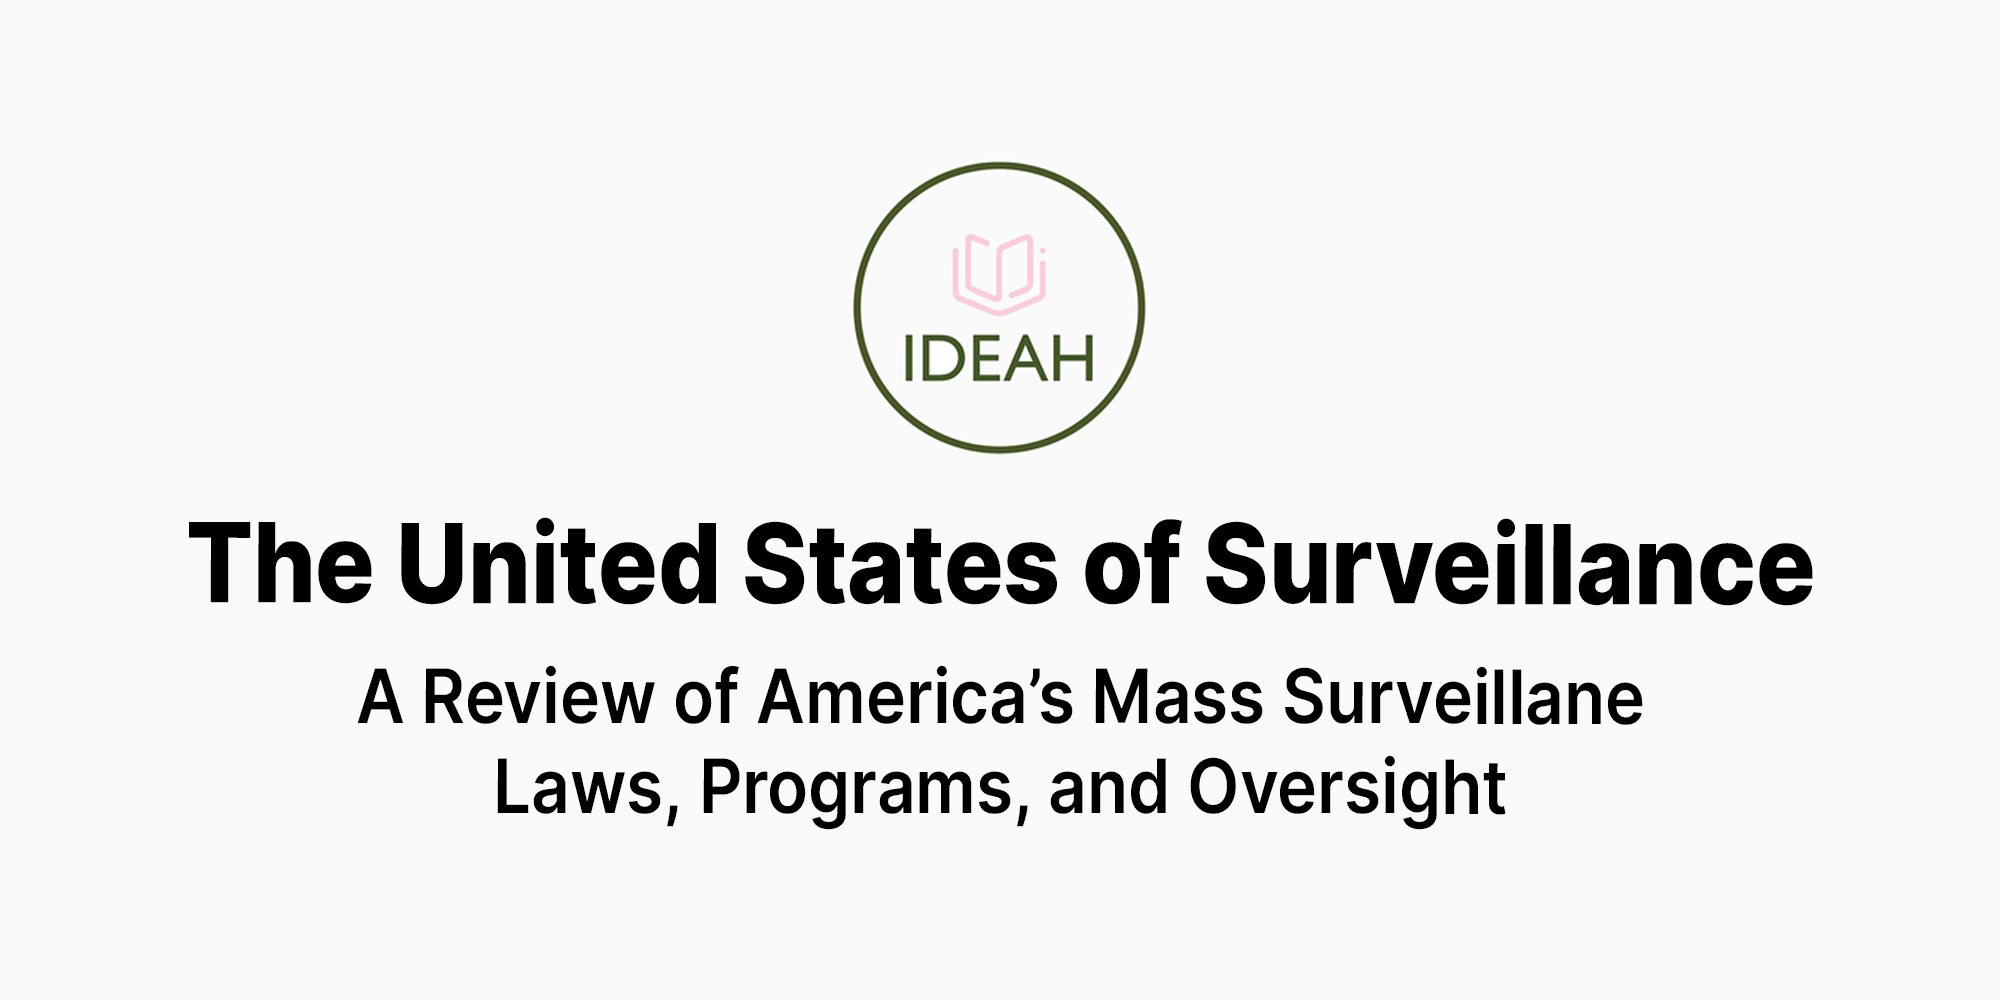 IDEAH
The United States of Surveillance
A Review of America’s Mass Surveillane
Laws, Programs, and Oversight